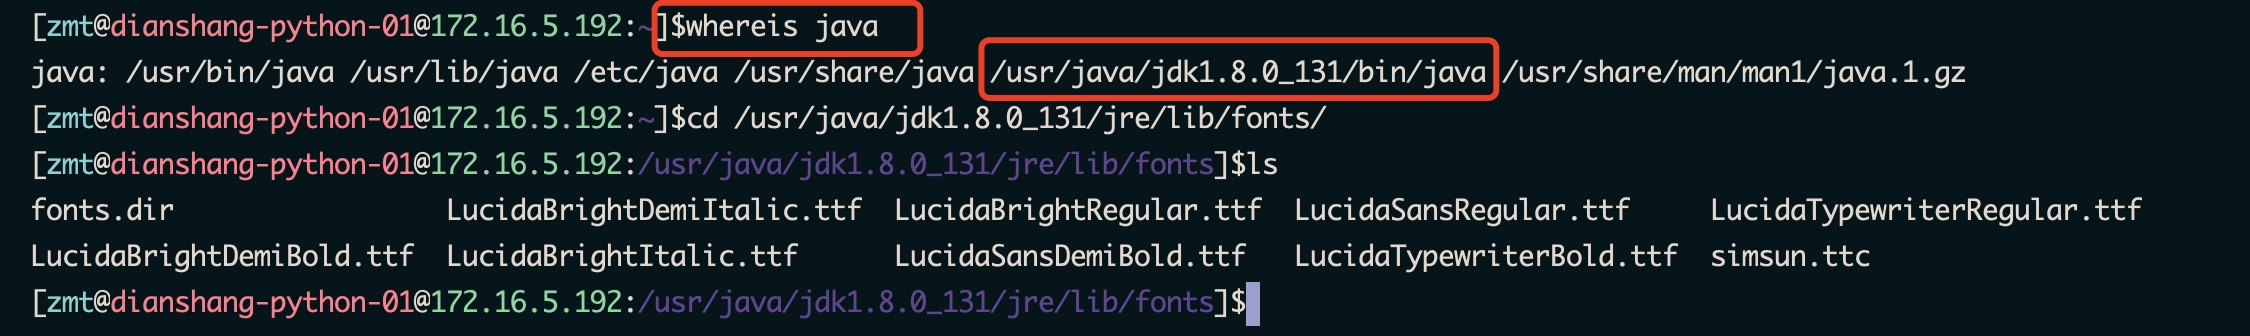 [zmt@dianshang-python-01@172.16.5.192:~]$whereis java
java: /usr/bin/java /usr/lib/java /etc/java /usr/share/java /usr/java/jdk1.8.0_131/bin/java /usr/share/man/man1/java.1.gz
[zmt@dianshang-python-01@172.16.5.192:~]$cd /usr/java/jdk1.8.0_131/jre/lib/fonts/
[zmt@dianshang-python-01@172.16.5.192:/usr/java/jdk1.8.0_131/jre/lib/fonts]$ls
fonts.dir LucidaBrightDemiItalic.ttf LucidaBrightRegular.ttf LucidaSansRegular.ttf LucidaTypewriterRegular.ttf
LucidaBrightDemiBold.ttf LucidaBrightItalic.ttf LucidaSansDemiBold.ttf LucidaTypewriterBold.ttf simsun.ttc
[zmt@dianshang-python-01@172.16.5.192:/usr/java/jdk1.8.0_131/jre/lib/fonts]$